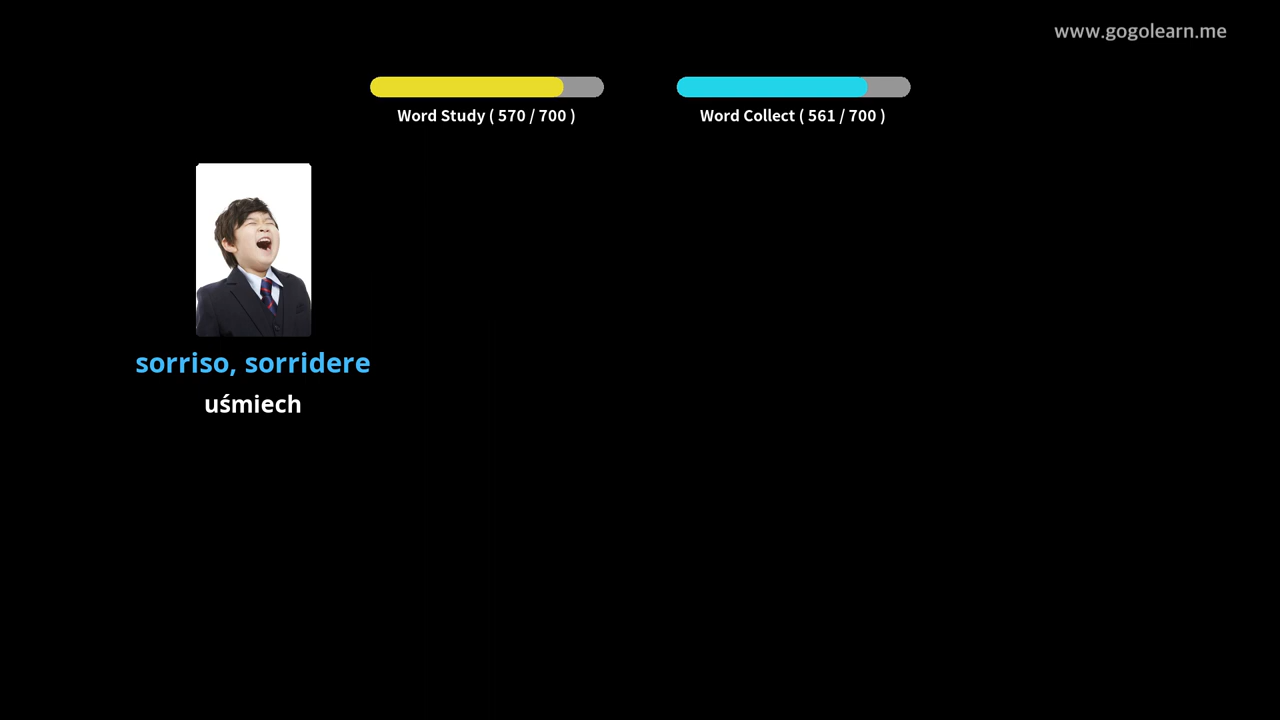 www.gogolearn.me
Word Study ( 570 / 700 )
Word Collect ( 561 / 700 )
sorriso, sorridere
uśmiech